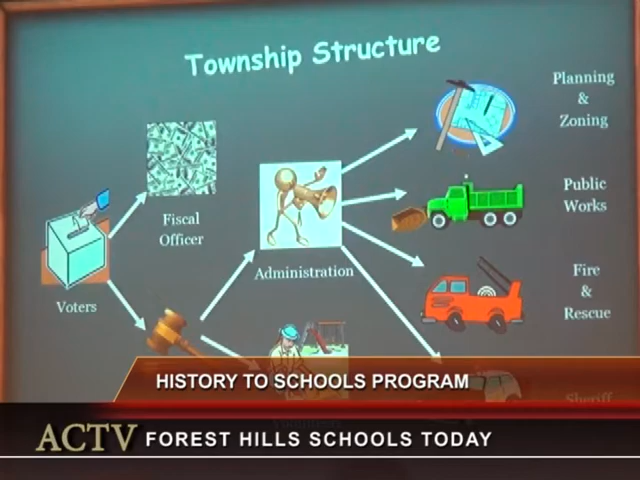 Township Structure
Planning
&
Zoning
Fiscal
Officer
Public
Works
Administration
Voters
Fire
&
Rescue
Sheriff
HISTORY TO SCHOOLS PROGRAM
ACTV FOREST HILLS SCHOOLS TODAY